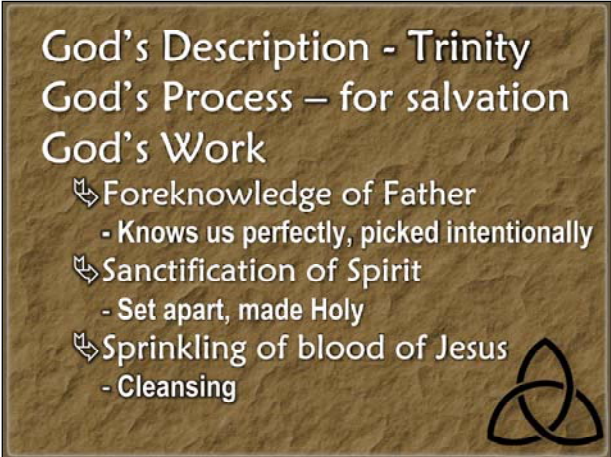 God's Description - Trinity
God's Process – for salvation
God's Work
Foreknowledge of Father
- Knows us perfectly, picked intentionally
Sanctification of Spirit
- Set apart, made Holy
Sprinkling of blood of Jesus
- Cleansing